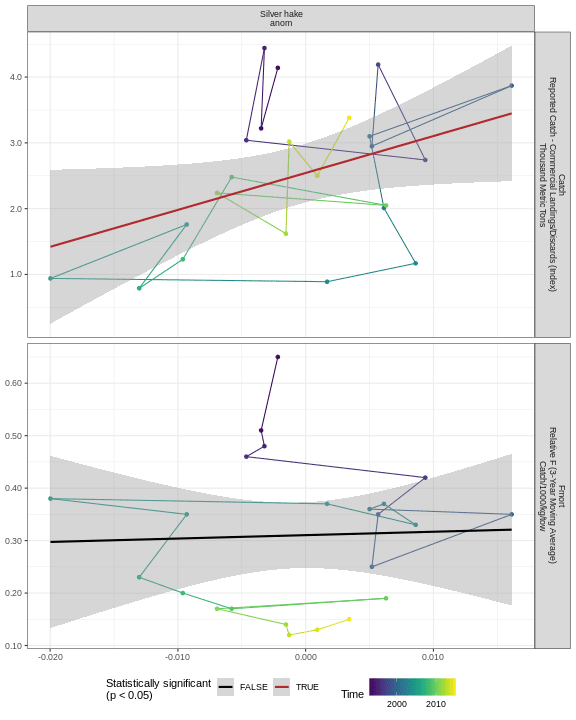 Silver hake
anom
4.0
3.0
2.0
1.0
Catch
Reported Catch - Commercial Landings/Discards (Index)
Thousand Metric Tons
0.60
0.50
0.40
0.30
0.20
0.10
Fmort
Relative F (3-Year Moving Average)
Catch/1000/kg/tow
-0.020
-0.010
0.000
0.010
Statistically significant
(p < 0.05)
FALSE
TRUE
Time
2000
2010